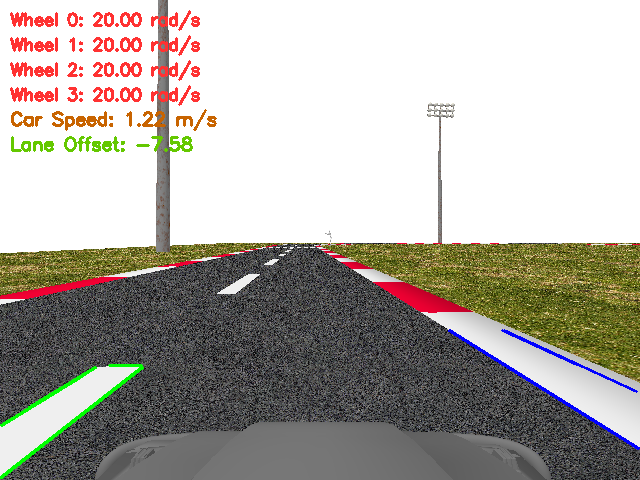 Wheel 0: 20.00 rad/s
Wheel 1: 20.00 rad/s
Wheel 2: 20.00 rad/s
Wheel 3: 20.00 rad/s
Car Speed: 1.22 m/s
Lane Offset: -7.58